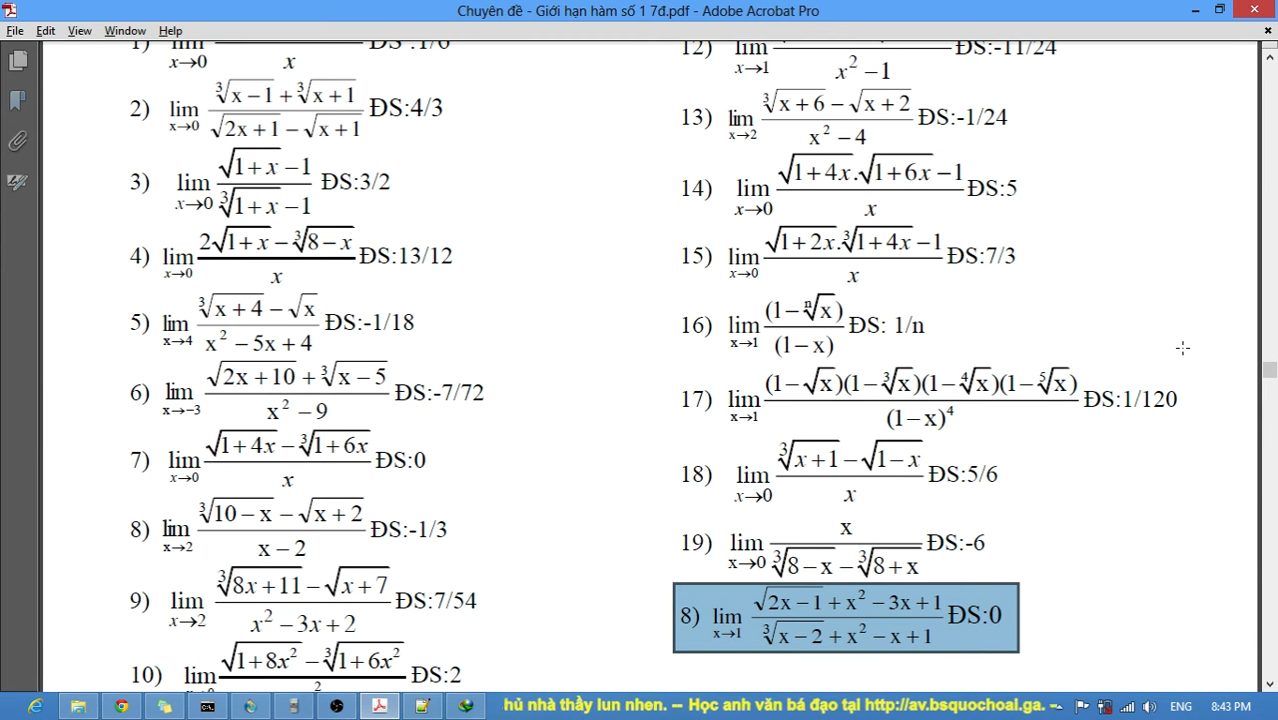 Chuyên đề - Giới hạn hàm số 1 7đ.pdf - Adobe Acrobat Pro
File Edit View Window Help
x→0 x
2) lim x→0 (∛(x−1) + ∛(x+1)) / (√(2x+1) − √(x+1)) ĐS:4/3
3) lim x→0 (√(1+x) −1) / (∛(1+x) −1) ĐS:3/2
4) lim x→0 (2√(1+x) − ∛(8−x)) / x ĐS:13/12
5) lim x→4 (∛(x+4) − √x) / (x² −5x+4) ĐS:-1/18
6) lim x→−3 (√(2x+10) + ∛(x−5)) / (x² −9) ĐS:-7/72
7) lim x→0 (√(1+4x) − ∛(1+6x)) / x ĐS:0
8) lim x→2 (∛(10−x) − √(x+2)) / (x−2) ĐS:-1/3
9) lim x→2 (∛(8x+11) − √(x+7)) / (x² −3x+2) ĐS:7/54
10) lim (√(1+8x²) − ∛(1+6x²)) / ĐS:2
12) lim x→1 / (x² −1) ĐS:-11/24
13) lim x→2 (∛(x+6) − √(x+2)) / (x² −4) ĐS:-1/24
14) lim x→0 (√(1+4x).√(1+6x) −1) / x ĐS:5
15) lim x→0 (√(1+2x).∛(1+4x) −1) / x ĐS:7/3
16) lim x→1 (1−ⁿ√x) / (1−x) ĐS: 1/n
17) lim x→1 (1−√x)(1−∛x)(1−∜x)(1−⁵√x) / (1−x)⁴ ĐS:1/120
18) lim x→0 (∛(x+1) − √(1−x)) / x ĐS:5/6
19) lim x→0 x / (∛(8−x) − ∛(8+x)) ĐS:-6
8) lim x→1 (√(2x−1) + x² −3x+1) / (∛(x−2) + x² −x+1) ĐS:0
hủ nhà thầy lun nhen. -- Học anh văn bá đạo tại http://av.bsquochoai.ga. --
8:43 PM